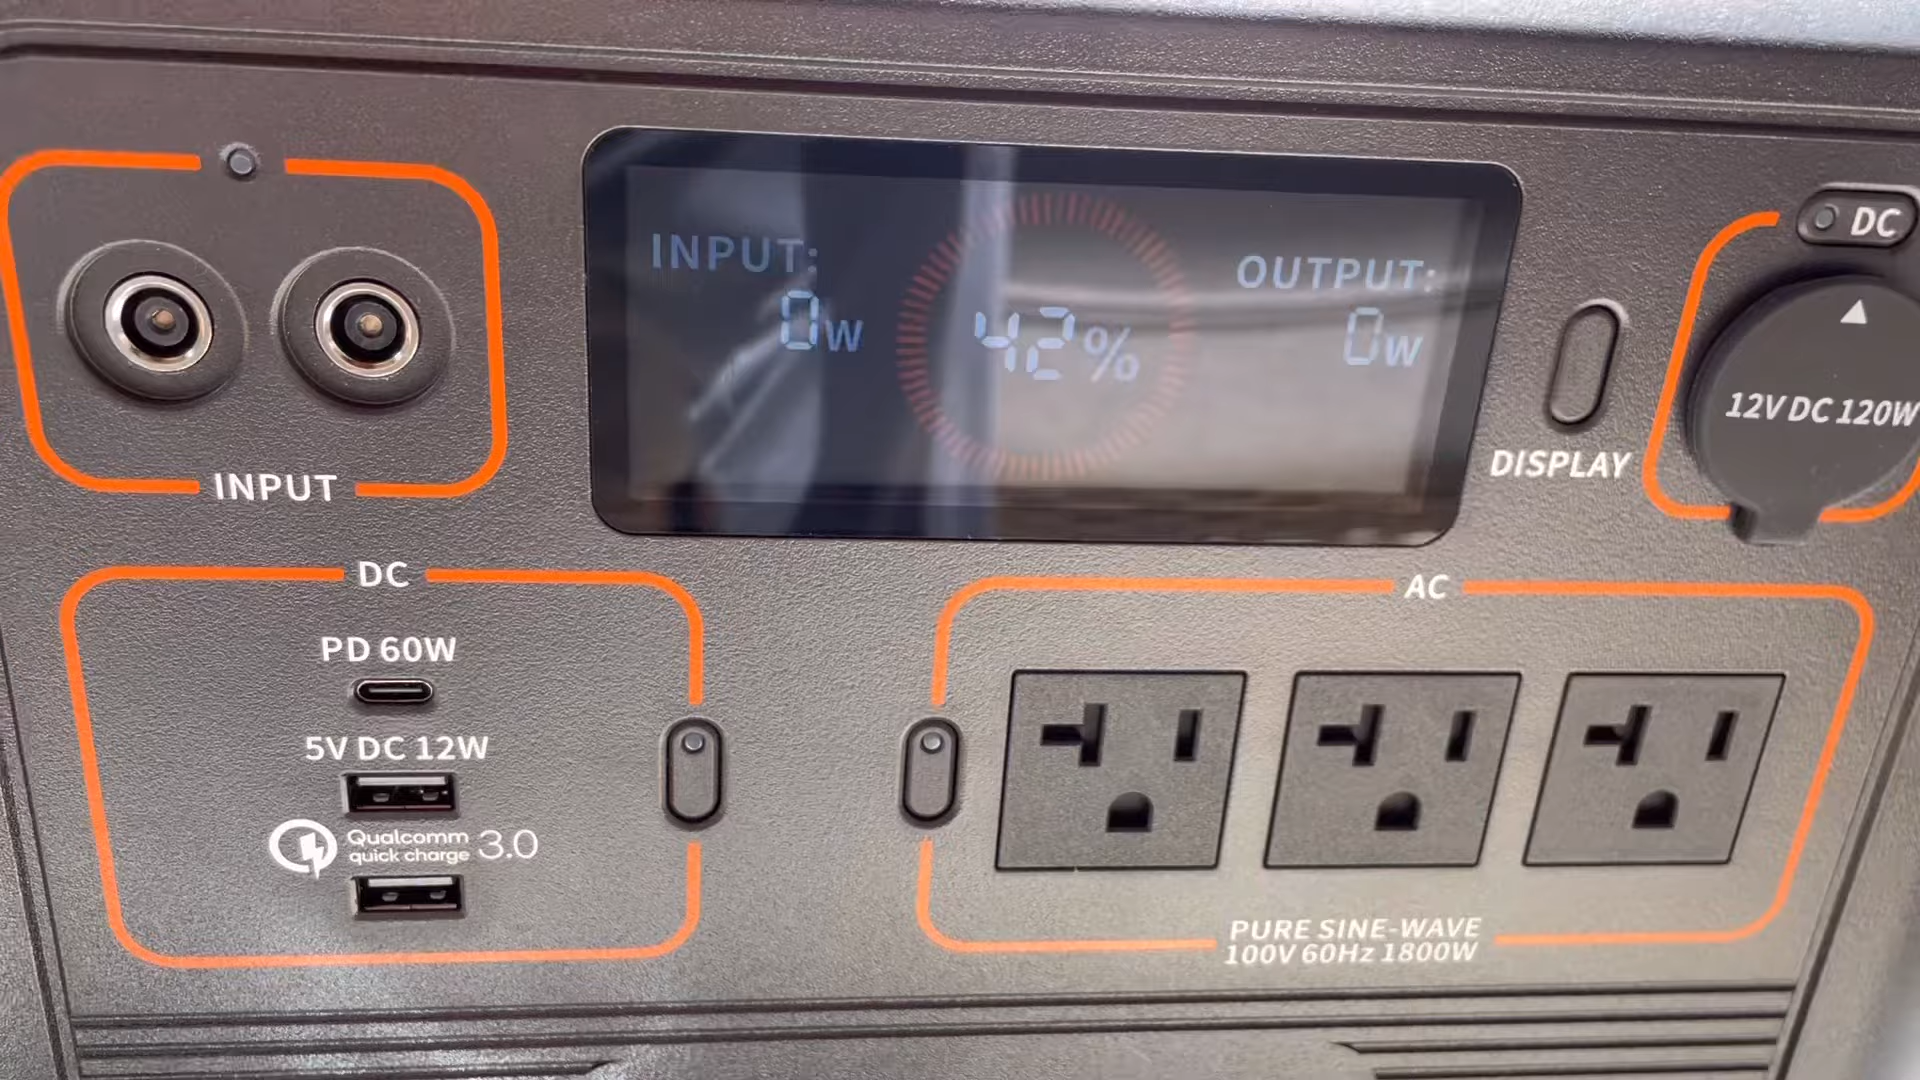 INPUT:
0W
42%
OUTPUT:
0W
DC
12V DC 120W
DISPLAY
INPUT
DC
PD 60W
5V DC 12W
Qualcomm
quick charge 3.0
AC
PURE SINE-WAVE
100V 60Hz 1800W